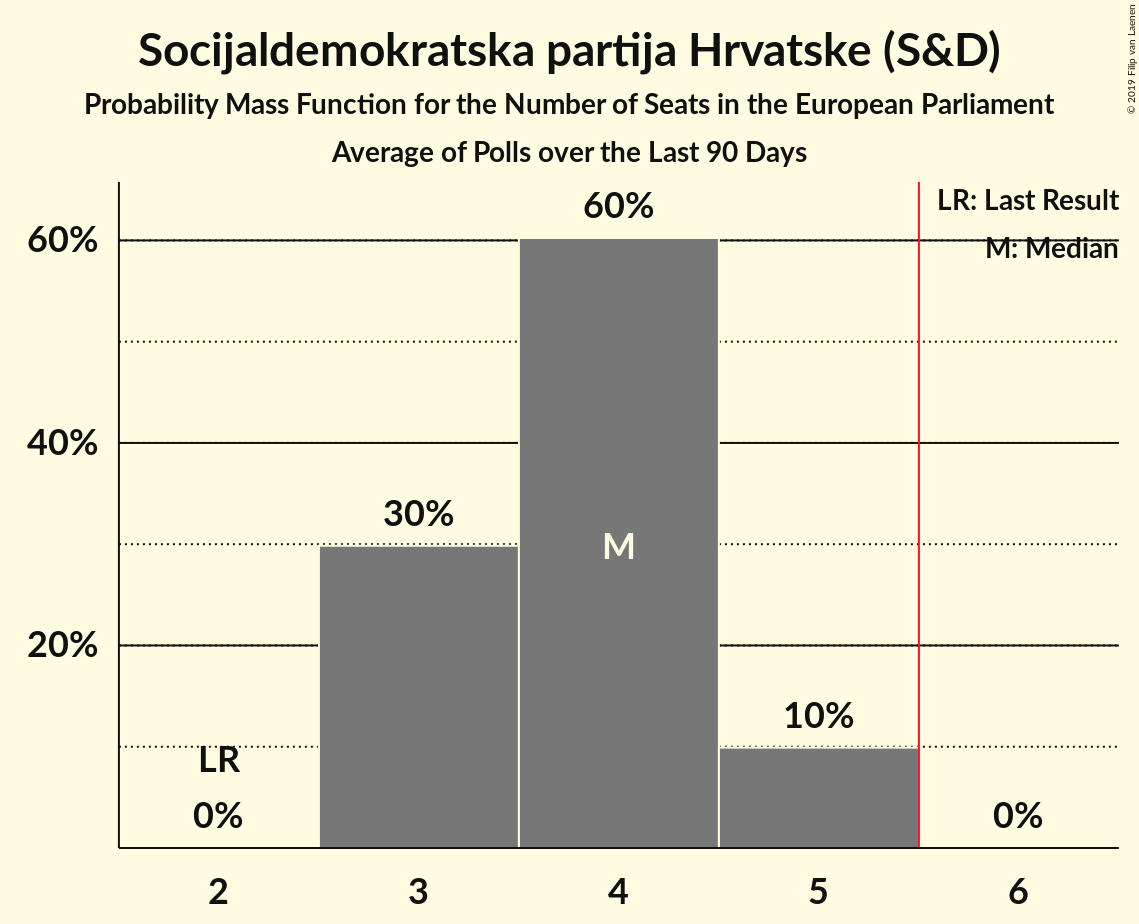 Socijaldemokratska partija Hrvatske (S&D)
Probability Mass Function for the Number of Seats in the European Parliament
Average of Polls over the Last 90 Days
© 2019 Filip van Laenen
LR: Last Result
M: Median
60%
40%
20%
LR
0%
30%
60%
M
10%
0%
2
3
4
5
6